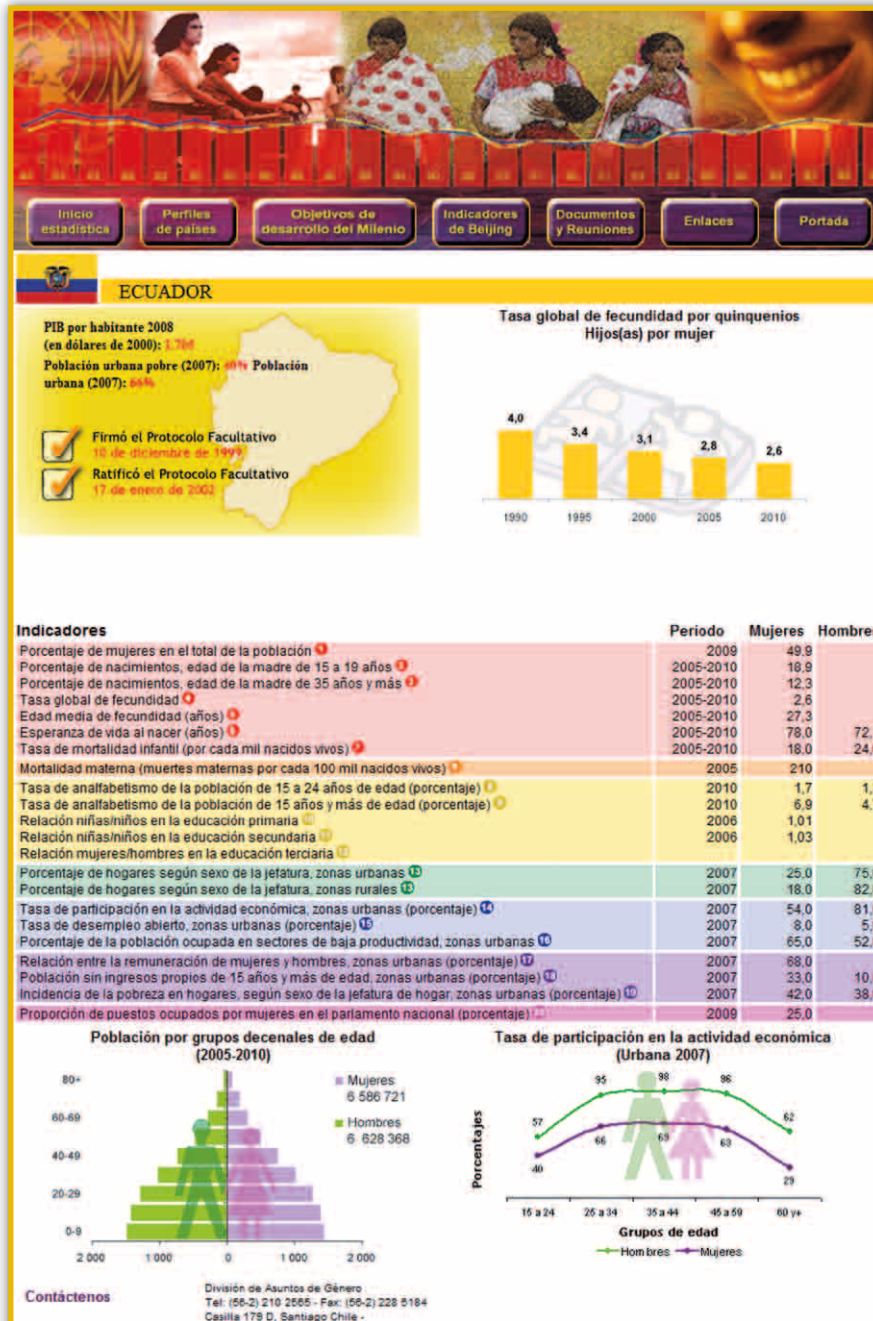 Inicio
estadística
Perfiles
de países
Objetivos de
desarrollo del Milenio
Indicadores
de Beijing
Documentos
y Reuniones
Enlaces
Portada
ECUADOR
PIB por habitante 2008
(en dólares de 2000):
Población urbana pobre (2007): Población
urbana (2007): 66%
Firmó el Protocolo Facultativo
10 de diciembre de 1999
Ratificó el Protocolo Facultativo
17 de enero de 2002
Tasa global de fecundidad por quinquenios
Hijos(as) por mujer
4,0 3,4 3,1 2,8 2,6
1990 1995 2000 2005 2010
Indicadores Período Mujeres Hombres
Porcentaje de mujeres en el total de la población 1 2009 49,9
Porcentaje de nacimientos, edad de la madre de 15 a 19 años 2005-2010 18,9
Porcentaje de nacimientos, edad de la madre de 35 años y más 2005-2010 12,3
Tasa global de fecundidad 2005-2010 2,6
Edad media de fecundidad (años) 2005-2010 27,3
Esperanza de vida al nacer (años) 2005-2010 78,0 72,
Tasa de mortalidad infantil (por cada mil nacidos vivos) 2005-2010 18,0 24,
Mortalidad materna (muertes maternas por cada 100 mil nacidos vivos) 2005 210
Tasa de analfabetismo de la población de 15 a 24 años de edad (porcentaje) 2010 1,7 1,
Tasa de analfabetismo de la población de 15 años y más de edad (porcentaje) 2010 6,9 4,
Relación niñas/niños en la educación primaria 2006 1,01
Relación niñas/niños en la educación secundaria 2006 1,03
Relación mujeres/hombres en la educación terciaria
Porcentaje de hogares según sexo de la jefatura, zonas urbanas 13 2007 25,0 75,
Porcentaje de hogares según sexo de la jefatura, zonas rurales 13 2007 18,0 82,
Tasa de participación en la actividad económica, zonas urbanas (porcentaje) 14 2007 54,0 81,
Tasa de desempleo abierto, zonas urbanas (porcentaje) 15 2007 8,0 5,
Porcentaje de la población ocupada en sectores de baja productividad, zonas urbanas 16 2007 65,0 52,
Relación entre la remuneración de mujeres y hombres, zonas urbanas (porcentaje) 17 2007 68,0
Población sin ingresos propios de 15 años y más de edad, zonas urbanas (porcentaje) 18 2007 33,0 10,
Incidencia de la pobreza en hogares, según sexo de la jefatura de hogar, zonas urbanas (porcentaje) 19 2007 42,0 38,
Proporción de puestos ocupados por mujeres en el parlamento nacional (porcentaje) 2009 25,0
Población por grupos decenales de edad
(2005-2010)
80+
60-69
40-49
20-29
0-9
2 000 1 000 0 1 000 2 000
Mujeres
6 586 721
Hombres
6 628 368
Tasa de participación en la actividad económica
(Urbana 2007)
Porcentajes
57 95 98 96 62
40 66 69 63 29
15 a 24 25 a 34 35 a 44 45 a 59 60 y+
Grupos de edad
Hombres Mujeres
Contáctenos
División de Asuntos de Género
Tel: (56-2) 210 2565 - Fax: (56-2) 228 5184
Casilla 179 D, Santiago Chile -